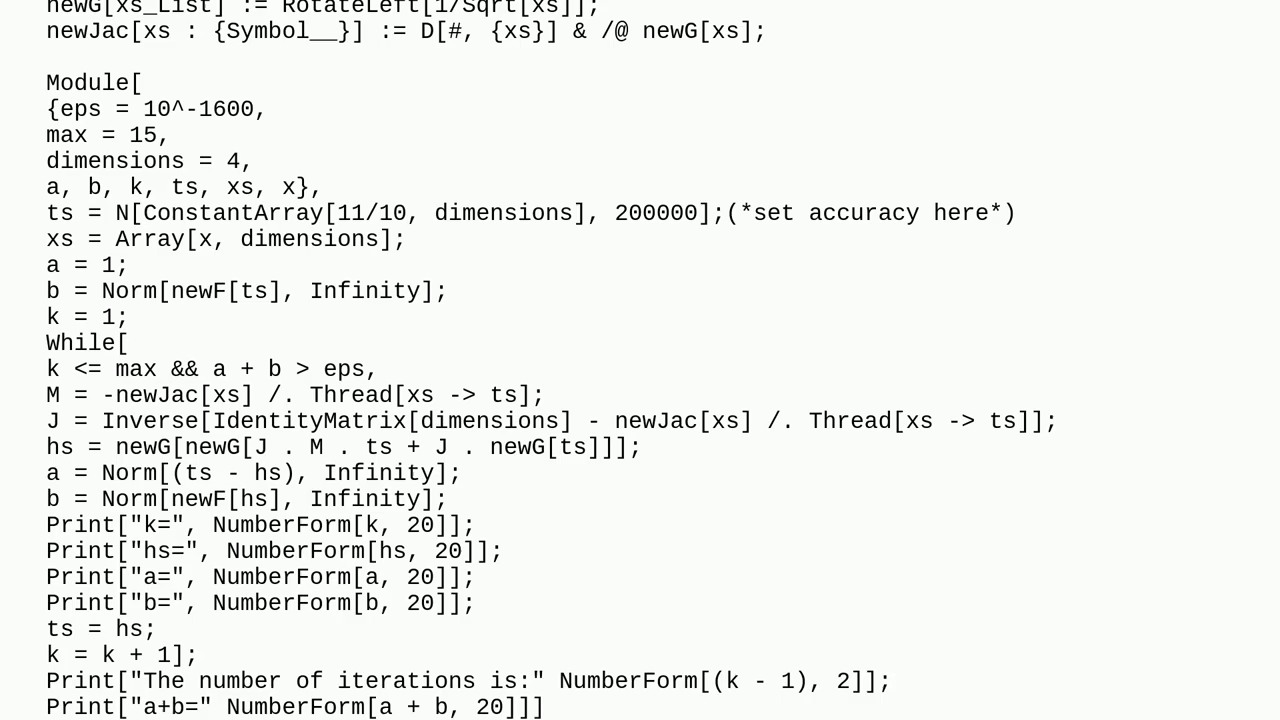 newG[xs_List] := RotateLeft[1/Sqrt[xs]];
newJac[xs : {Symbol__}] := D[#, {xs}] & /@ newG[xs];
Module[
{eps = 10^-1600,
max = 15,
dimensions = 4,
a, b, k, ts, xs, x},
ts = N[ConstantArray[11/10, dimensions], 200000];(*set accuracy here*)
xs = Array[x, dimensions];
a = 1;
b = Norm[newF[ts], Infinity];
k = 1;
While[
k <= max && a + b > eps,
M = -newJac[xs] /. Thread[xs -> ts];
J = Inverse[IdentityMatrix[dimensions] - newJac[xs] /. Thread[xs -> ts]];
hs = newG[newG[J . M . ts + J . newG[ts]]];
a = Norm[(ts - hs), Infinity];
b = Norm[newF[hs], Infinity];
Print["k=", NumberForm[k, 20]];
Print["hs=", NumberForm[hs, 20]];
Print["a=", NumberForm[a, 20]];
Print["b=", NumberForm[b, 20]];
ts = hs;
k = k + 1];
Print["The number of iterations is:" NumberForm[(k - 1), 2]];
Print["a+b=" NumberForm[a + b, 20]]]